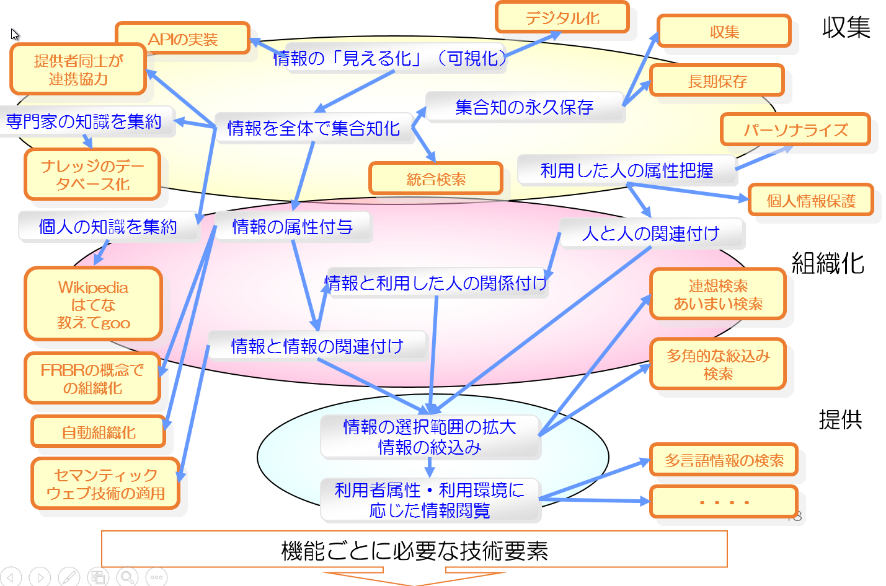 デジタル化
収集
収集
APIの実装
情報の「見える化」（可視化）
提供者同士が
連携協力
長期保存
集合知の永久保存
専門家の知識を集約
情報を全体で集合知化
パーソナライズ
ナレッジのデー
タベース化
統合検索
利用した人の属性把握
個人情報保護
個人の知識を集約
情報の属性付与
人と人の関連付け
組織化
Wikipedia
はてな
教えてgoo
情報と利用した人の関係付け
連想検索
あいまい検索
情報と情報の関連付け
多角的な絞込み
検索
FRBRの概念で
の組織化
提供
自動組織化
情報の選択範囲の拡大
情報の絞込み
多言語情報の検索
セマンティック
ウェブ技術の適用
利用者属性・利用環境に
応じた情報閲覧
・・・・
機能ごとに必要な技術要素